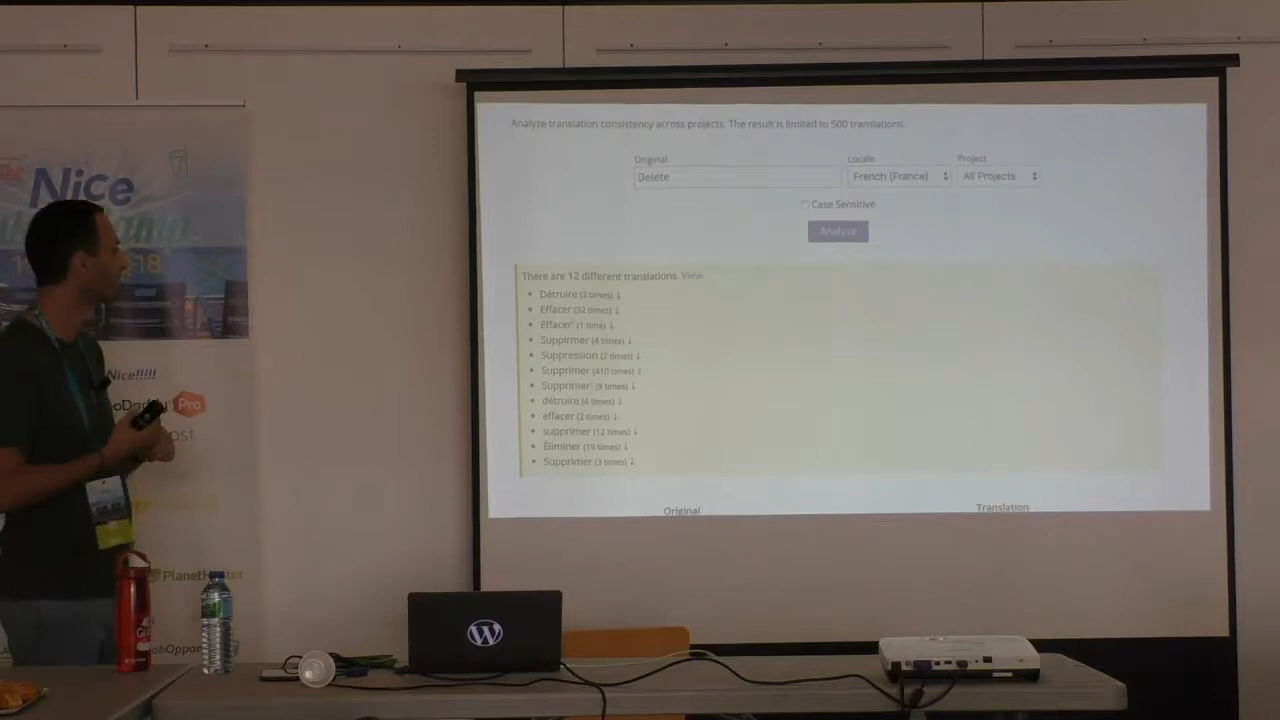 Analyze translation consistency across projects. The result is limited to 500 translations.
Original
Locale
Project
Delete
French (France)
All Projects
Case Sensitive
Analyze
There are 12 different translations. View
Détruire (2 times) ↓
Effacer (32 times) ↓
Effacer (1 time) ↓
Suppirmer (4 times) ↓
Suppression (2 times) ↓
Supprimer (410 times) ↓
Supprimer (9 times) ↓
détruire (4 times) ↓
effacer (2 times) ↓
supprimer (12 times) ↓
Éliminer (19 times) ↓
Supprimer (3 times) ↓
Original
Translation
Nice
18
Nice!!!!!
Pro
ost
W